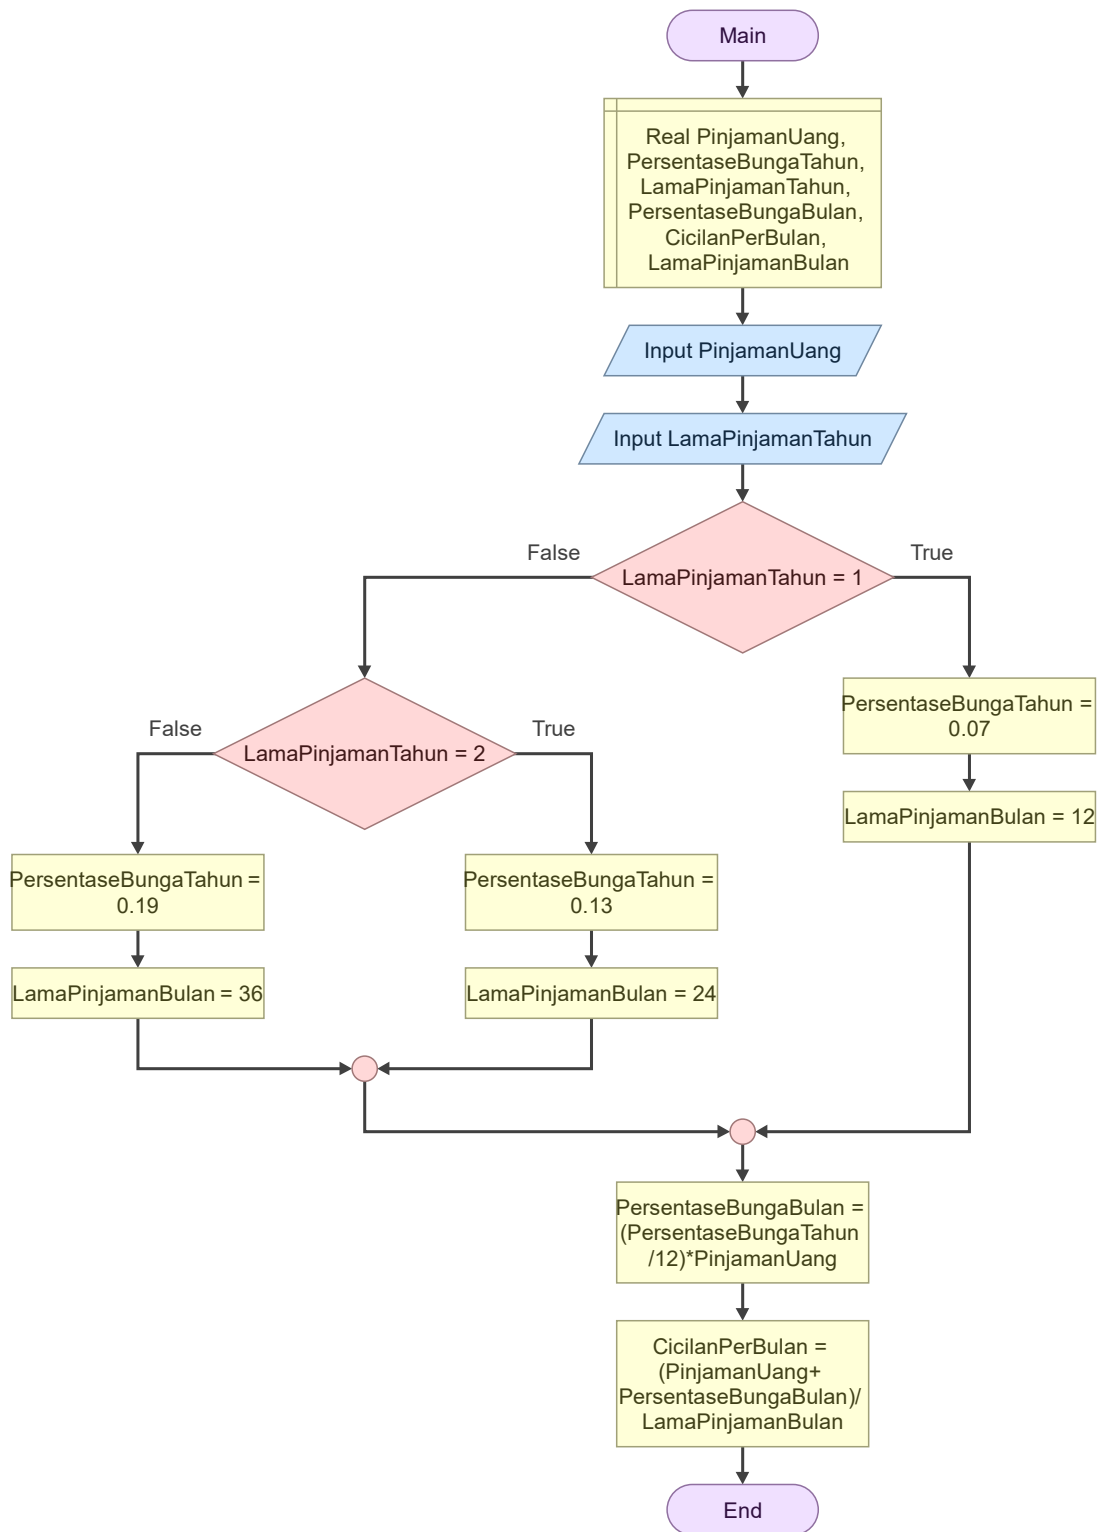 Main
Real PinjamanUang,
PersentaseBungaTahun,
LamaPinjamanTahun,
PersentaseBungaBulan,
CicilanPerBulan,
LamaPinjamanBulan
Input PinjamanUang
Input LamaPinjamanTahun
False
True
LamaPinjamanTahun = 1
PersentaseBungaTahun =
0.07
LamaPinjamanBulan = 12
False
True
LamaPinjamanTahun = 2
PersentaseBungaTahun =
0.19
LamaPinjamanBulan = 36
PersentaseBungaTahun =
0.13
LamaPinjamanBulan = 24
PersentaseBungaBulan =
(PersentaseBungaTahun
/12)*PinjamanUang
CicilanPerBulan =
(PinjamanUang+
PersentaseBungaBulan)/
LamaPinjamanBulan
End